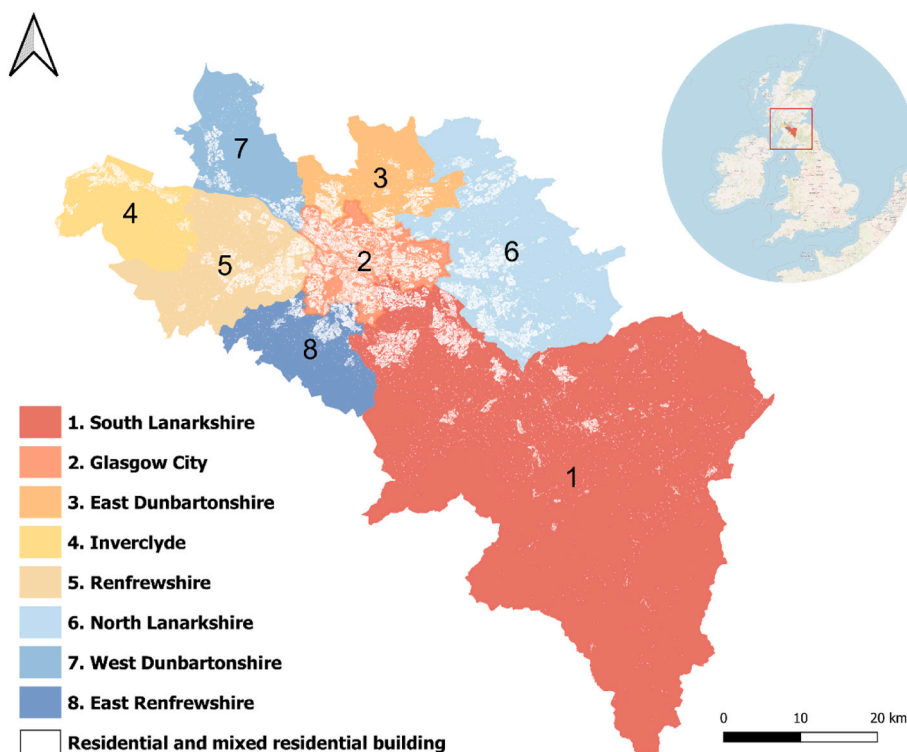 7
3
4
6
2
5
8
1
1. South Lanarkshire
2. Glasgow City
3. East Dunbartonshire
4. Inverclyde
5. Renfrewshire
6. North Lanarkshire
7. West Dunbartonshire
8. East Renfrewshire
Residential and mixed residential building
0 10 20 km